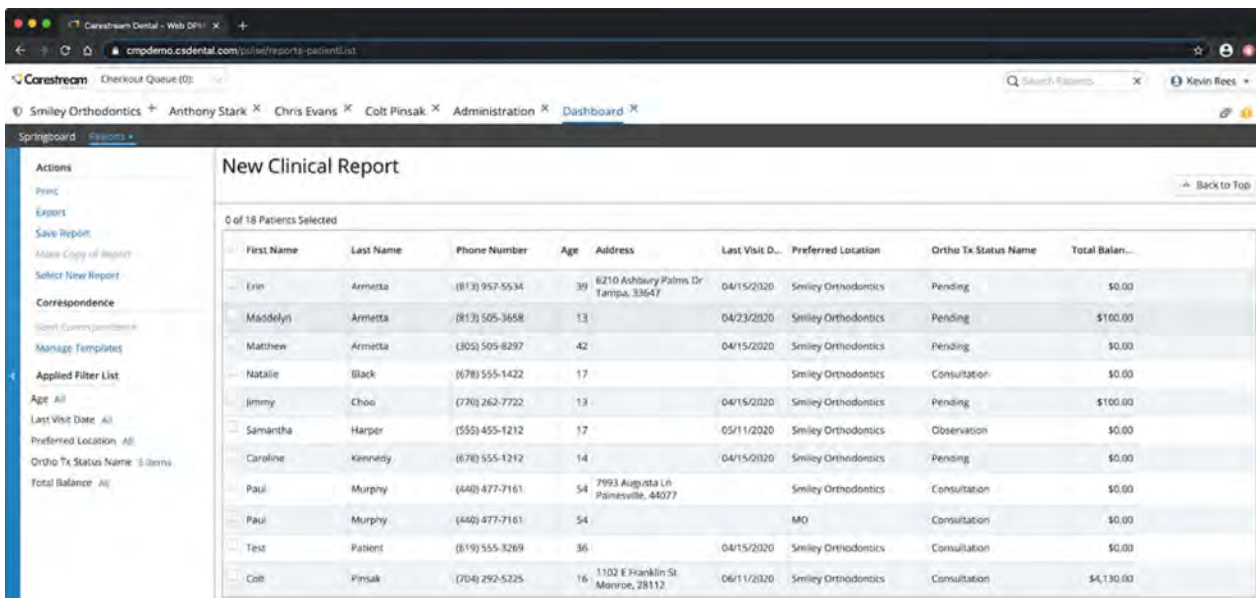 Carestream Dental - Web DPM
cmpdemo.csdental.com/pulse/reports-patientList
Carestream Checkout Queue (0):
Search Patients
Kevin Rees
Smiley Orthodontics + Anthony Stark × Chris Evans × Colt Pinsak × Administration × Dashboard ×
Springboard Reports
Actions
Print
Export
Save Report
Make Copy of Report
Select New Report
Correspondence
Send Correspondence
Manage Templates
Applied Filter List
Age All
Last Visit Date All
Preferred Location All
Ortho Tx Status Name 5 items
Total Balance All
New Clinical Report
Back to Top
0 of 18 Patients Selected
First Name Last Name Phone Number Age Address Last Visit D... Preferred Location Ortho Tx Status Name Total Balan...
Erin Armetta (813) 957-5534 39 6210 Ashbury Palms Dr 04/15/2020 Smiley Orthodontics Pending $0.00
Tampa, 33647
Maddelyn Armetta (813) 505-3658 13 04/23/2020 Smiley Orthodontics Pending $100.00
Matthew Armetta (305) 505-8297 42 04/15/2020 Smiley Orthodontics Pending $0.00
Natalie Black (678) 555-1422 17 Smiley Orthodontics Consultation $0.00
Jimmy Choo (770) 262-7722 13 04/15/2020 Smiley Orthodontics Pending $100.00
Samantha Harper (555) 455-1212 17 05/11/2020 Smiley Orthodontics Observation $0.00
Caroline Kennedy (678) 555-1212 14 04/15/2020 Smiley Orthodontics Pending $0.00
Paul Murphy (440) 477-7161 54 7993 Augusta Ln Smiley Orthodontics Consultation $0.00
Painesville, 44077
Paul Murphy (440) 477-7161 54 MO Consultation $0.00
Test Patient (619) 555-3269 36 04/15/2020 Smiley Orthodontics Consultation $0.00
Colt Pinsak (704) 292-5225 16 1102 E Franklin St 06/11/2020 Smiley Orthodontics Consultation $4,130.00
Monroe, 28112